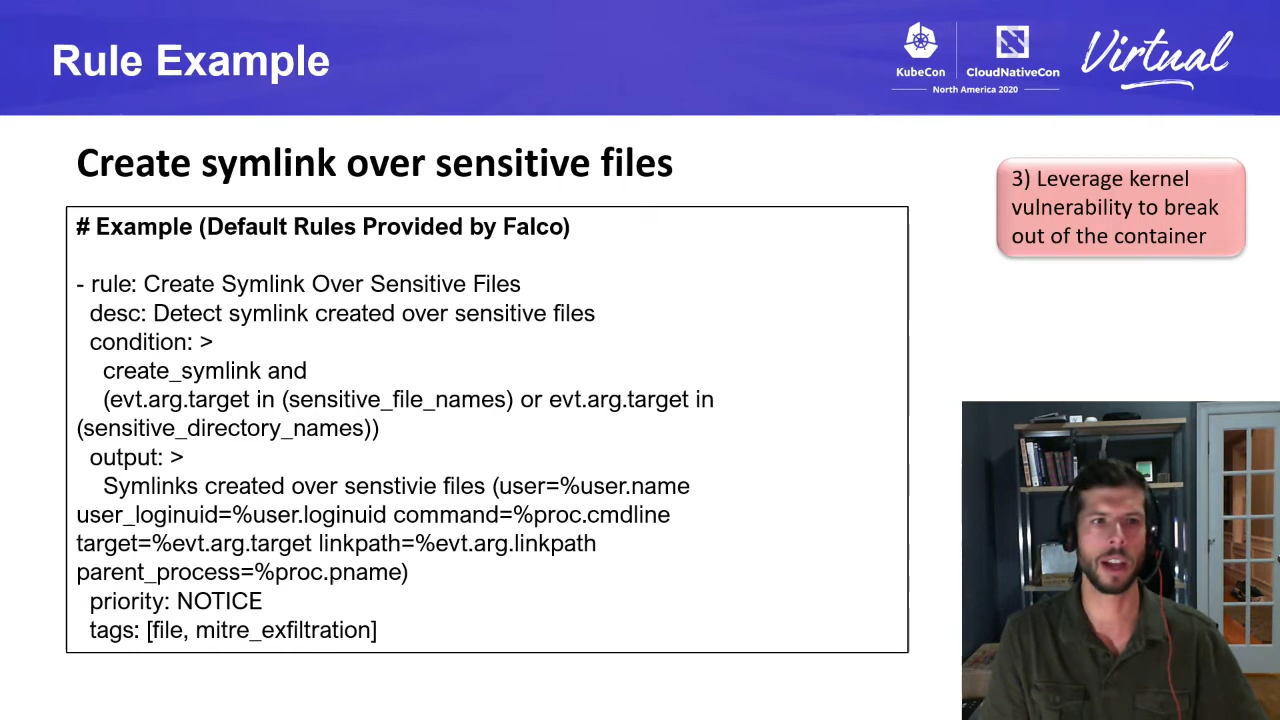 Rule Example
KubeCon
CloudNativeCon
North America 2020
Virtual
Create symlink over sensitive files
3) Leverage kernel
vulnerability to break
out of the container
# Example (Default Rules Provided by Falco)
- rule: Create Symlink Over Sensitive Files
desc: Detect symlink created over sensitive files
condition: >
create_symlink and
(evt.arg.target in (sensitive_file_names) or evt.arg.target in
(sensitive_directory_names))
output: >
Symlinks created over senstivie files (user=%user.name
user_loginuid=%user.loginuid command=%proc.cmdline
target=%evt.arg.target linkpath=%evt.arg.linkpath
parent_process=%proc.pname)
priority: NOTICE
tags: [file, mitre_exfiltration]